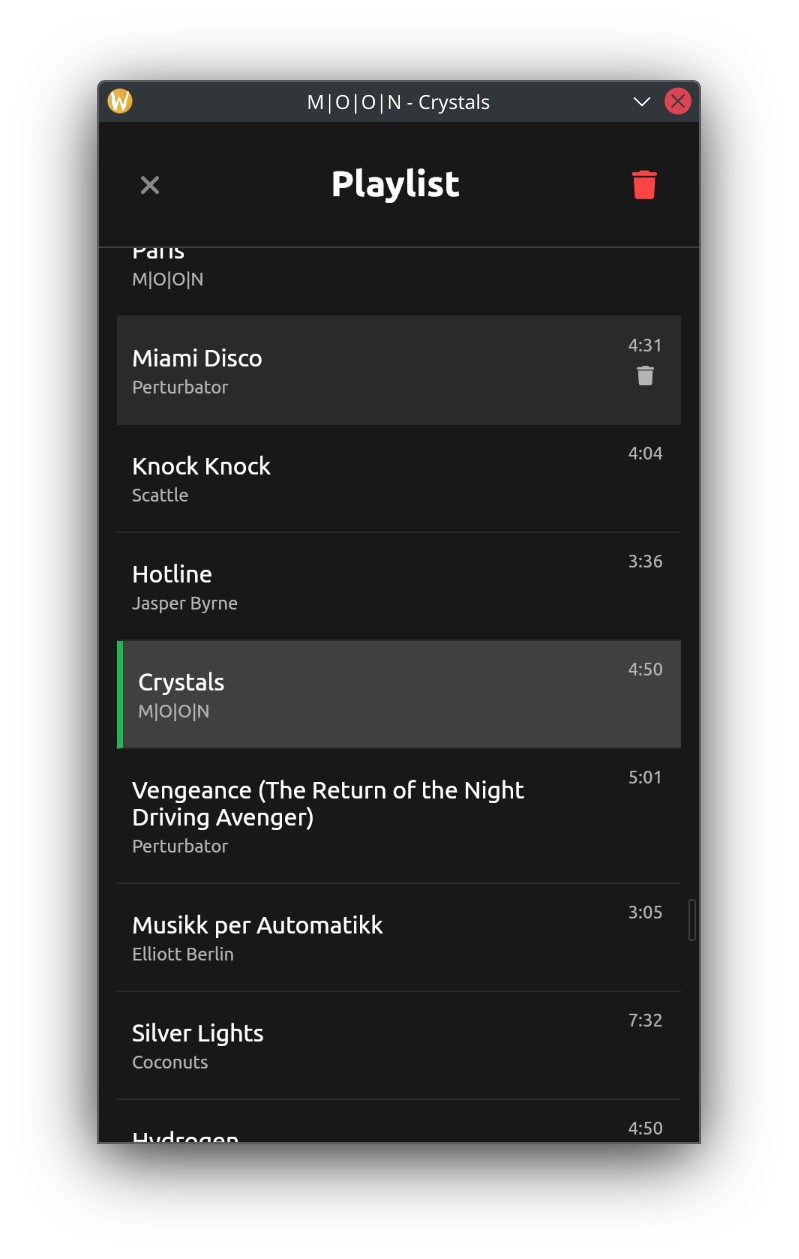 W
M|O|O|N - Crystals
Playlist
Paris
M|O|O|N
Miami Disco
4:31
Perturbator
Knock Knock
4:04
Scattle
Hotline
3:36
Jasper Byrne
Crystals
4:50
M|O|O|N
Vengeance (The Return of the Night
5:01
Driving Avenger)
Perturbator
Musikk per Automatikk
3:05
Elliott Berlin
Silver Lights
7:32
Coconuts
Hydrogen
4:50